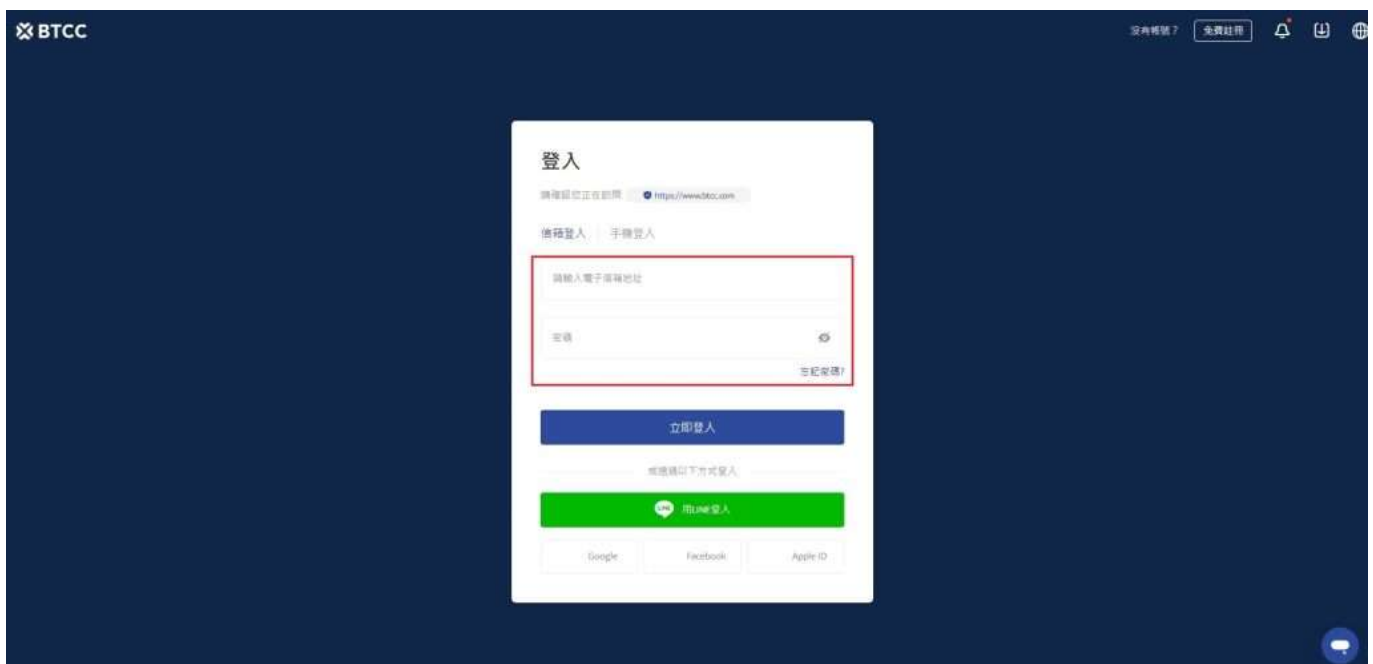 BTCC
沒有帳號？ 免費註冊
登入
請確認您正在訪問 https://www.btcc.com
信箱登入 手機登入
請輸入電子信箱地址
密碼
忘記密碼?
立即登入
或透過以下方式登入
LINE 用LINE登入
Google Facebook Apple ID